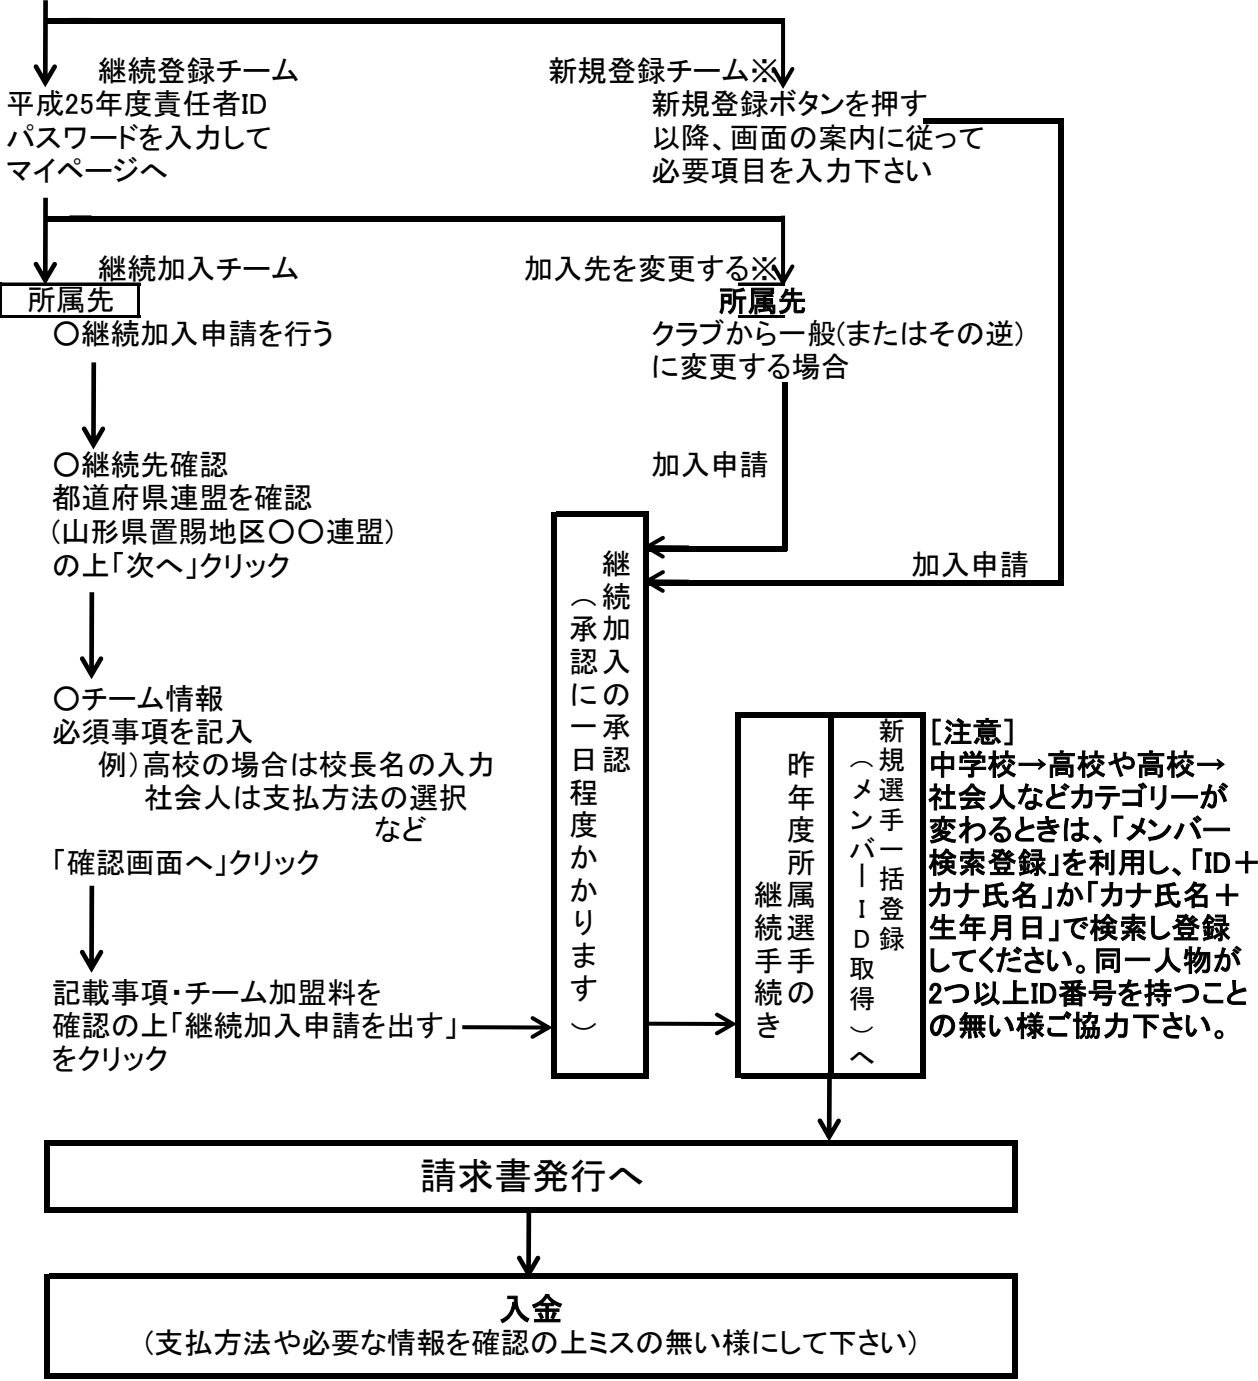 継続登録チーム
平成25年度責任者ID
パスワードを入力して
マイページへ
新規登録チーム※
新規登録ボタンを押す
以降、画面の案内に従って
必要項目を入力下さい
継続加入チーム
所属先
〇継続加入申請を行う
加入先を変更する※
所属先
クラブから一般(またはその逆)
に変更する場合
加入申請
加入申請
〇継続先確認
都道府県連盟を確認
(山形県置賜地区〇〇連盟)
の上「次へ」クリック
〇チーム情報
必須事項を記入
例)高校の場合は校長名の入力
社会人は支払方法の選択
など
「確認画面へ」クリック
記載事項・チーム加盟料を
確認の上「継続加入申請を出す」
をクリック
継続加入の承認
(承認に一日程度かかります)
昨年度所属選手の
継続手続き
新規選手一括登録
(メンバーID取得)へ
[注意]
中学校→高校や高校→
社会人などカテゴリーが
変わるときは、「メンバー
検索登録」を利用し、「ID＋
カナ氏名」か「カナ氏名＋
生年月日」で検索し登録
してください。同一人物が
2つ以上ID番号を持つこと
の無い様ご協力下さい。
請求書発行へ
入金
(支払方法や必要な情報を確認の上ミスの無い様にして下さい)